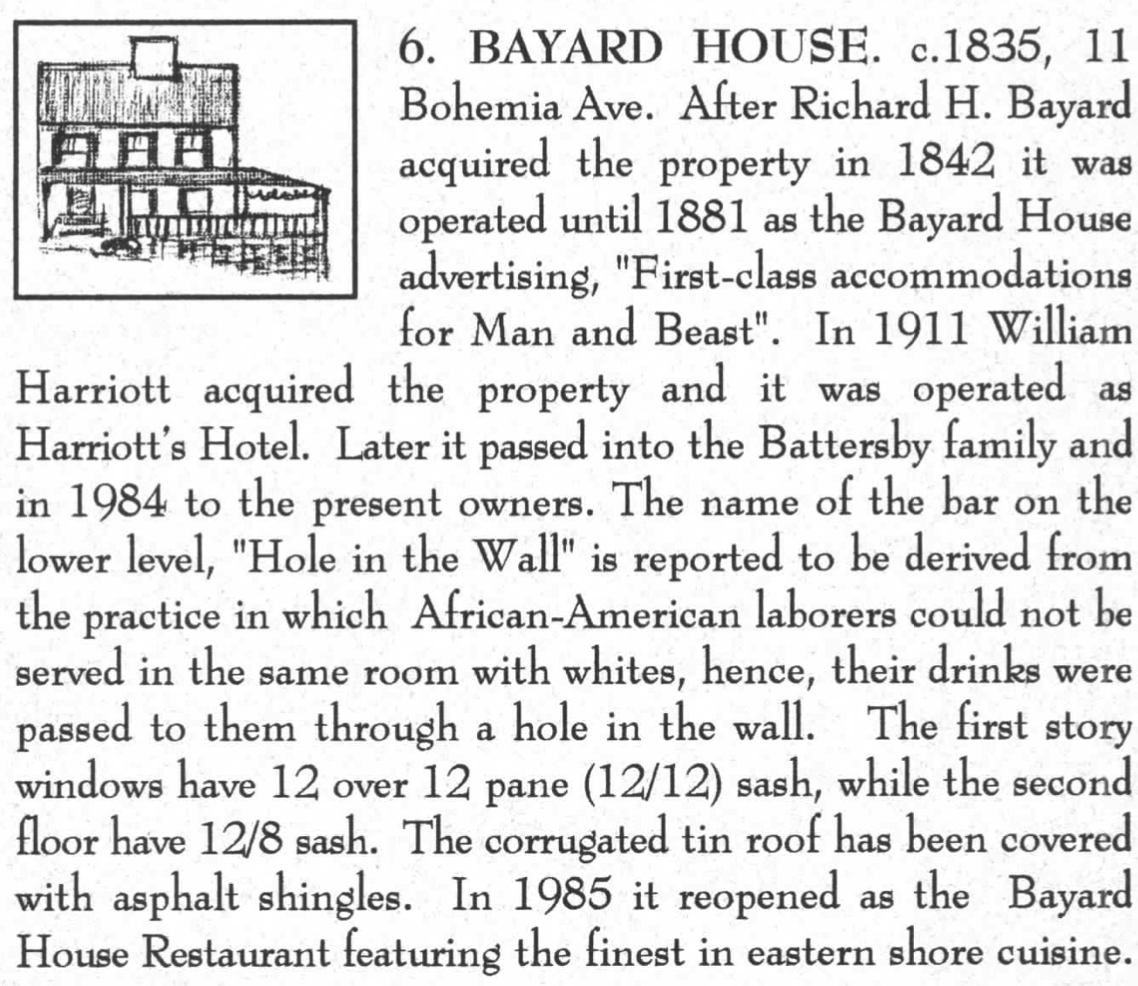 6. BAYARD HOUSE. c.1835, 11
Bohemia Ave. After Richard H. Bayard
acquired the property in 1842 it was
operated until 1881 as the Bayard House
advertising, "First-class accommodations
for Man and Beast". In 1911 William
Harriott acquired the property and it was operated as
Harriott's Hotel. Later it passed into the Battersby family and
in 1984 to the present owners. The name of the bar on the
lower level, "Hole in the Wall" is reported to be derived from
the practice in which African-American laborers could not be
served in the same room with whites, hence, their drinks were
passed to them through a hole in the wall. The first story
windows have 12 over 12 pane (12/12) sash, while the second
floor have 12/8 sash. The corrugated tin roof has been covered
with asphalt shingles. In 1985 it reopened as the Bayard
House Restaurant featuring the finest in eastern shore cuisine.